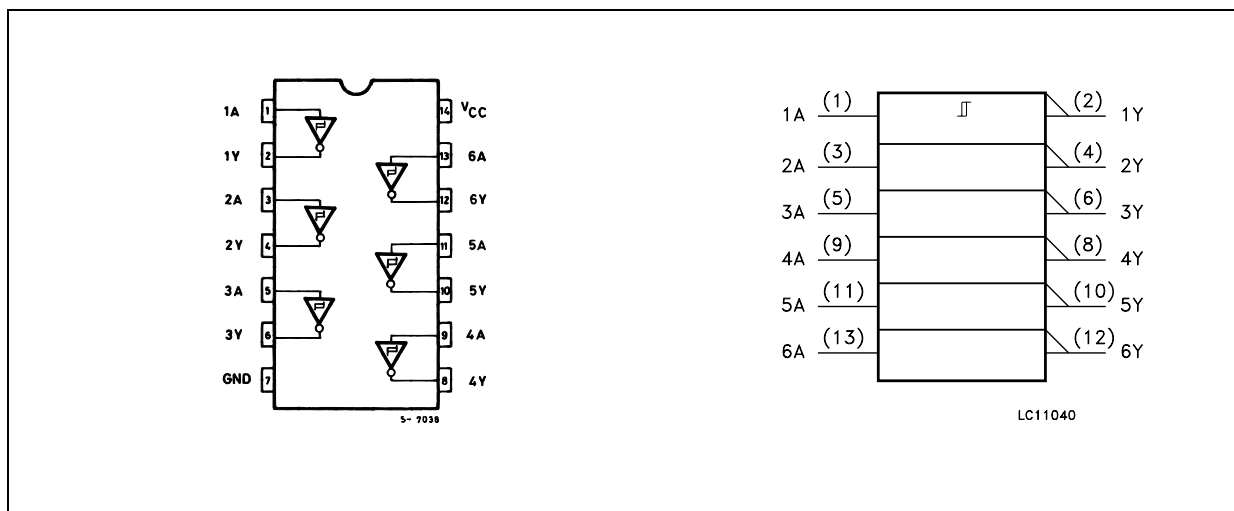 1A 1 14 VCC
1Y 2 13 6A
2A 3 12 6Y
2Y 4 11 5A
3A 5 10 5Y
3Y 6 9 4A
GND 7 8 4Y
S- 7038
1A (1) (2) 1Y
2A (3) (4) 2Y
3A (5) (6) 3Y
4A (9) (8) 4Y
5A (11) (10) 5Y
6A (13) (12) 6Y
LC11040